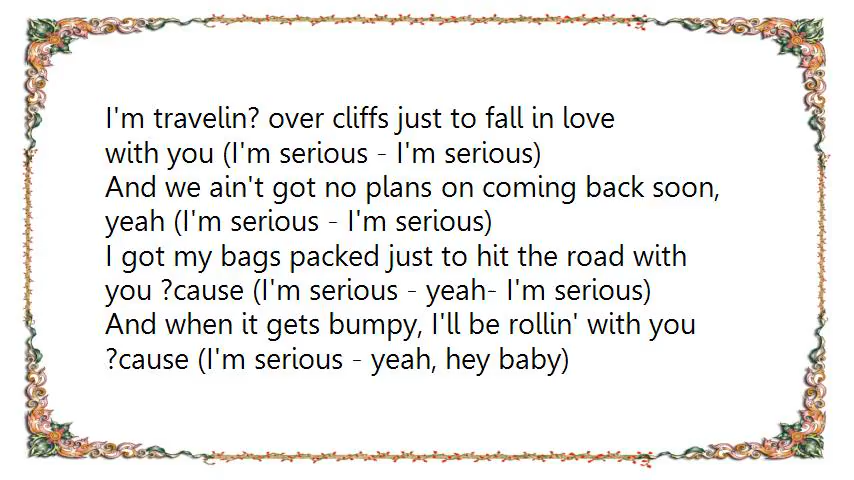 I'm travelin? over cliffs just to fall in love
with you (I'm serious - I'm serious)
And we ain't got no plans on coming back soon,
yeah (I'm serious - I'm serious)
I got my bags packed just to hit the road with
you ?cause (I'm serious - yeah- I'm serious)
And when it gets bumpy, I'll be rollin' with you
?cause (I'm serious - yeah, hey baby)